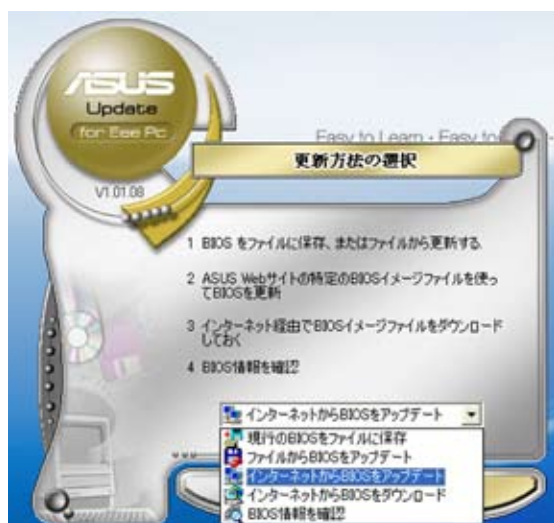 ASUS
Update
for Eee Pc
V1.01.08
Easy to Learn · Easy to
更新方法の選択
1 BIOS をファイルに保存、またはファイルから更新する
2 ASUS Webサイトの特定のBIOSイメージファイルを使っ
てBIOSを更新
3 インターネット経由でBIOSイメージファイルをダウンロード
しておく
4 BIOS情報を確認
インターネットからBIOSをアップデート
現行のBIOSをファイルに保存
ファイルからBIOSをアップデート
インターネットからBIOSをアップデート
インターネットからBIOSをダウンロード
BIOS情報を確認